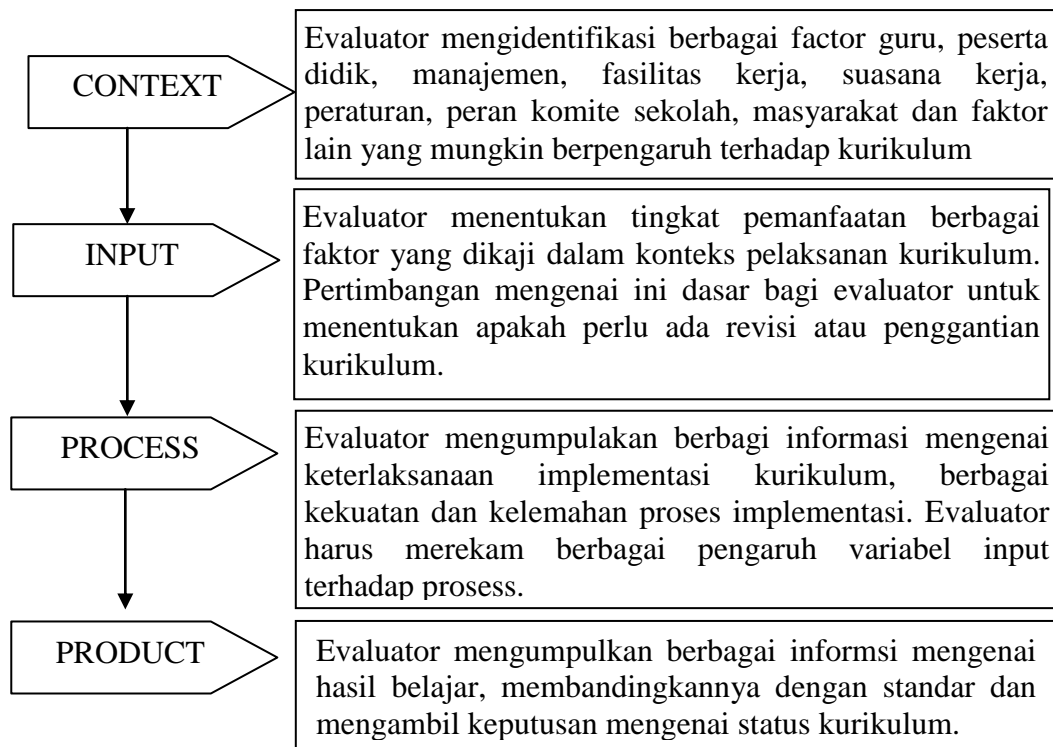 CONTEXT
Evaluator mengidentifikasi berbagai factor guru, peserta
didik, manajemen, fasilitas kerja, suasana kerja,
peraturan, peran komite sekolah, masyarakat dan faktor
lain yang mungkin berpengaruh terhadap kurikulum
INPUT
Evaluator menentukan tingkat pemanfaatan berbagai
faktor yang dikaji dalam konteks pelaksanan kurikulum.
Pertimbangan mengenai ini dasar bagi evaluator untuk
menentukan apakah perlu ada revisi atau penggantian
kurikulum.
PROCESS
Evaluator mengumpulakan berbagi informasi mengenai
keterlaksanaan implementasi kurikulum, berbagai
kekuatan dan kelemahan proses implementasi. Evaluator
harus merekam berbagai pengaruh variabel input
terhadap prosess.
PRODUCT
Evaluator mengumpulkan berbagai informsi mengenai
hasil belajar, membandingkannya dengan standar dan
mengambil keputusan mengenai status kurikulum.